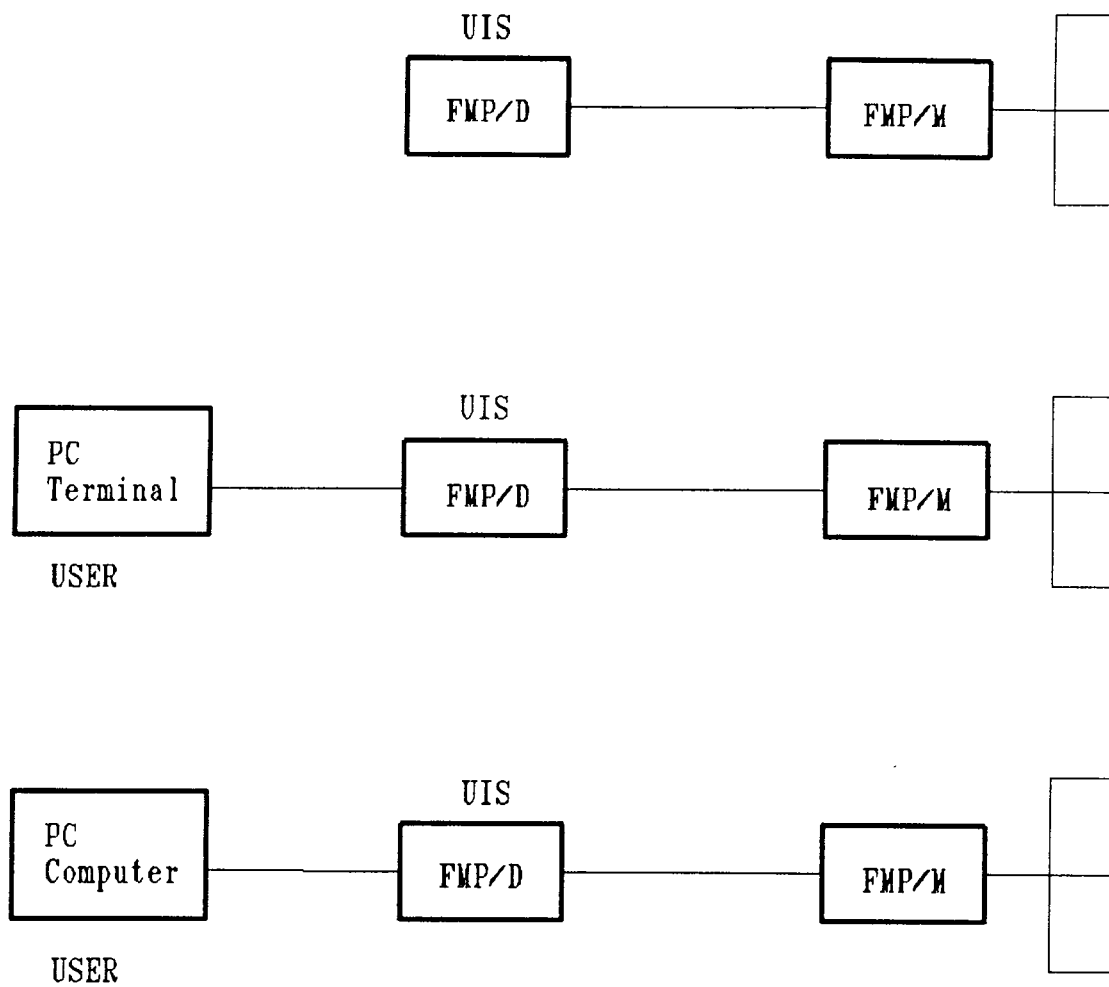 UIS
FMP/D
FMP/M
UIS
PC
Terminal
FMP/D
FMP/M
USER
UIS
PC
Computer
FMP/D
FMP/M
USER